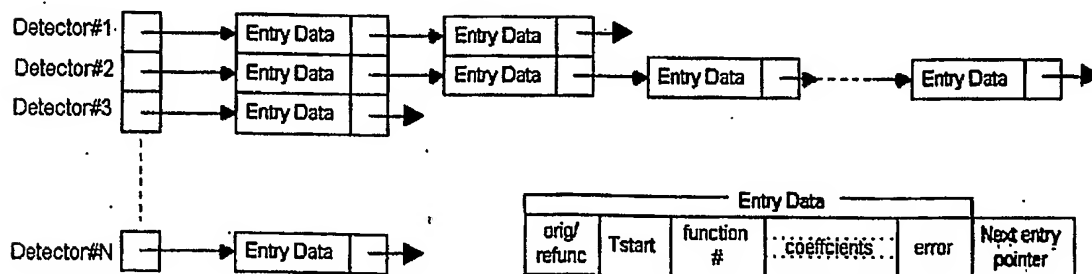 Detector#1 Entry Data Entry Data
Detector#2 Entry Data Entry Data Entry Data Entry Data
Detector#3 Entry Data
Detector#N Entry Data
Entry Data
orig/
refunc
Tstart
function
#
coeffcients
error
Next entry
pointer